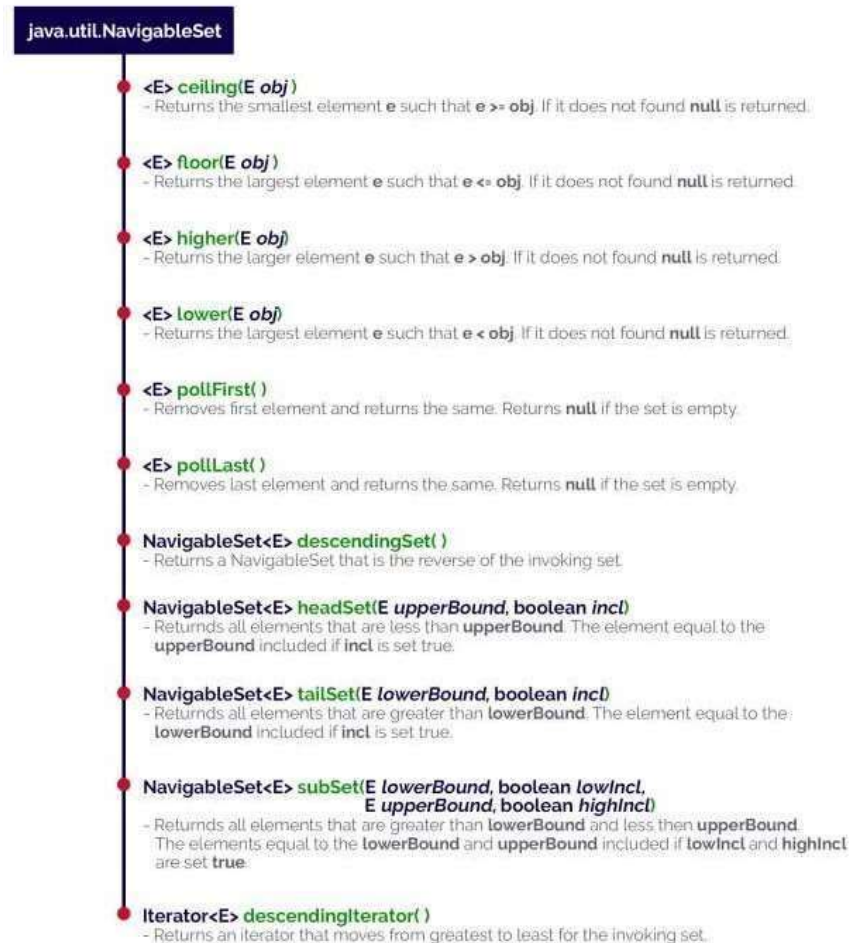 java.util.NavigableSet
<E> ceiling(E obj )
- Returns the smallest element e such that e >= obj. If it does not found null is returned.
<E> floor(E obj )
- Returns the largest element e such that e <= obj. If it does not found null is returned.
<E> higher(E obj)
- Returns the larger element e such that e > obj. If it does not found null is returned.
<E> lower(E obj)
- Returns the largest element e such that e < obj. If it does not found null is returned.
<E> pollFirst( )
- Removes first element and returns the same. Returns null if the set is empty.
<E> pollLast( )
- Removes last element and returns the same. Returns null if the set is empty.
NavigableSet<E> descendingSet( )
- Returns a NavigableSet that is the reverse of the invoking set.
NavigableSet<E> headSet(E upperBound, boolean incl)
- Returnds all elements that are less than upperBound. The element equal to the
upperBound included if incl is set true.
NavigableSet<E> tailSet(E lowerBound, boolean incl)
- Returnds all elements that are greater than lowerBound. The element equal to the
lowerBound included if incl is set true.
NavigableSet<E> subSet(E lowerBound, boolean lowIncl,
E upperBound, boolean highIncl)
- Returnds all elements that are greater than lowerBound and less then upperBound.
The elements equal to the lowerBound and upperBound included if lowIncl and highIncl
are set true.
Iterator<E> descendingIterator( )
- Returns an iterator that moves from greatest to least for the invoking set.